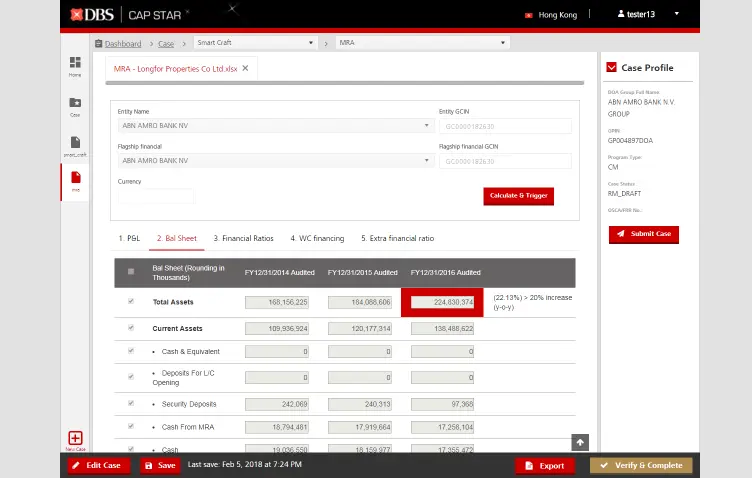 DBS CAP STAR
Hong Kong
tester13
Dashboard > Case > Smart Craft > MRA
Home
Case
smart_craft
MRA
New Case
MRA - Longfor Properties Co Ltd.xlsx
Entity Name
ABN AMRO BANK NV
Entity GCIN
GC0000182639
Flagship financial
ABN AMRO BANK NV
Flagship financial GCIN
GC0000182639
Currency
Calculate & Trigger
1. P&L 2. Bal Sheet 3. Financial Ratios 4. WC financing 5. Extra financial ratio
Bal Sheet (Rounding in Thousands) FY12/31/2014 Audited FY12/31/2015 Audited FY12/31/2016 Audited
Total Assets 168,156,225 184,088,606 224,830,374 (22.13%) > 20% increase (y-o-y)
Current Assets 109,936,924 120,177,314 138,488,622
• Cash & Equivalent 0 0 0
• Deposits For L/C Opening 0 0 0
• Security Deposits 242,069 240,313 97,368
• Cash From MRA 18,794,481 17,919,664 17,258,104
• Cash 19,036,550 18,159,977 17,355,472
Case Profile
DOA Group Full Name
ABN AMRO BANK N.V.
GROUP
GPIN
GP004897DOA
Program Type
CM
Case Status
RM_DRAFT
Submit Case
Edit Case
Save
Last save: Feb 5, 2018 at 7:24 PM
Export
Verify & Complete